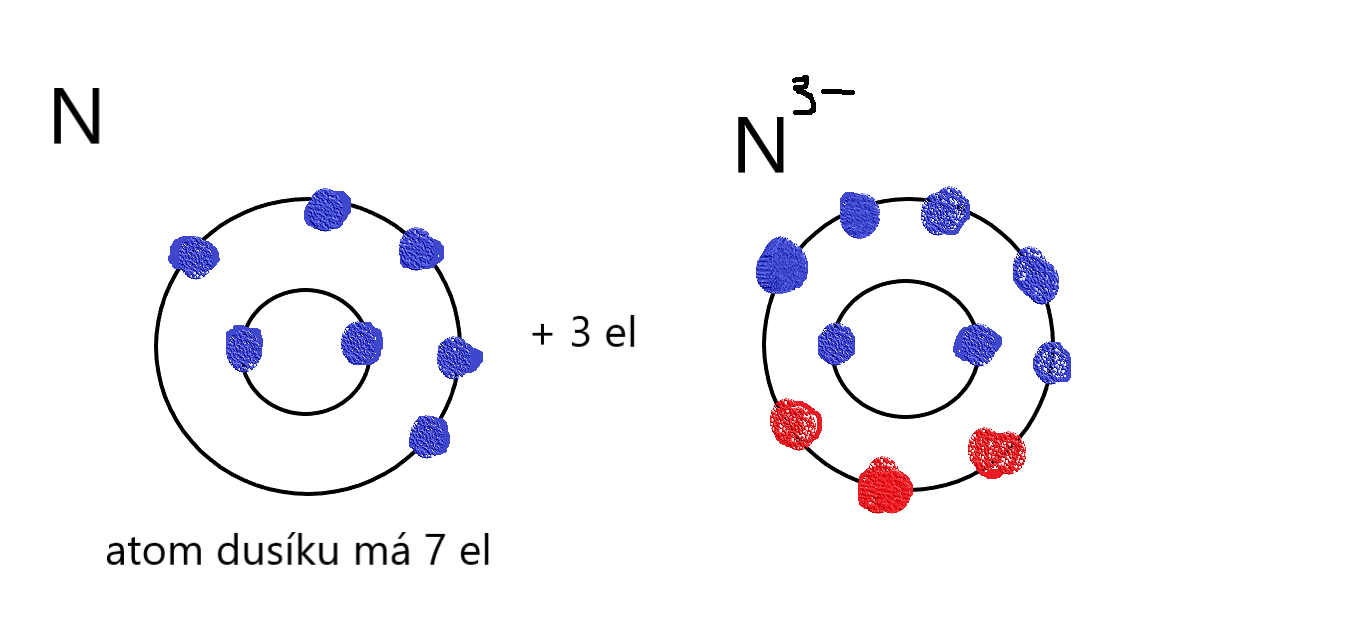 N
N³⁻
+ 3 el
atom dusíku má 7 el